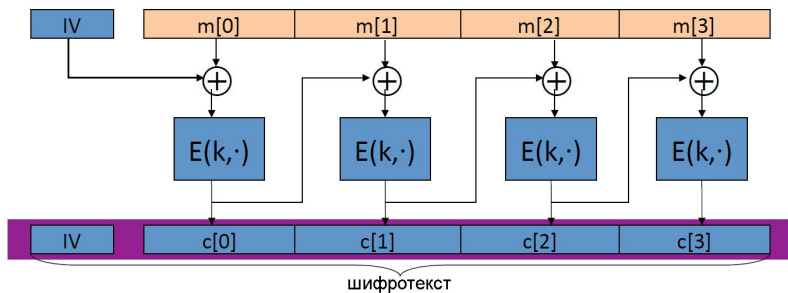 IV m[0] m[1] m[2] m[3]
E(k,·) E(k,·) E(k,·) E(k,·)
IV c[0] c[1] c[2] c[3]
шифротекст